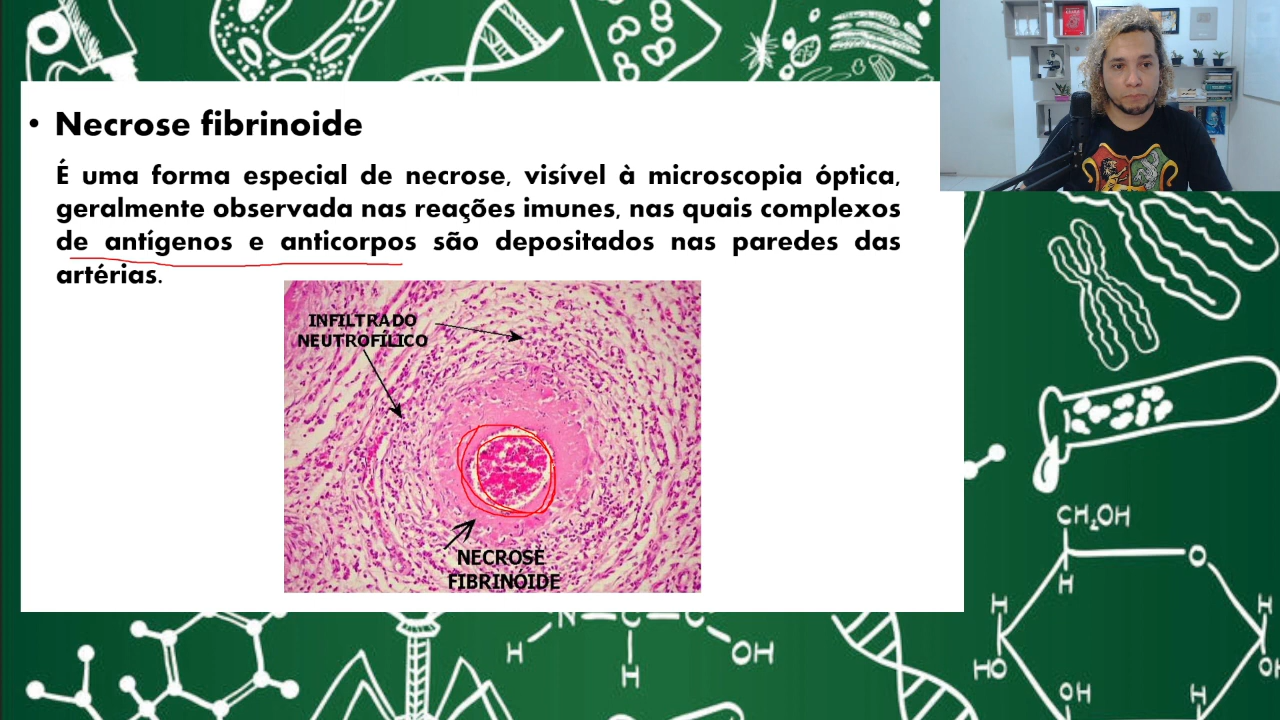 • Necrose fibrinoide
É uma forma especial de necrose, visível à microscopia óptica,
geralmente observada nas reações imunes, nas quais complexos
de antígenos e anticorpos são depositados nas paredes das
artérias.
INFILTRADO
NEUTROFÍLICO
NECROSE
FIBRINÓIDE
CH₂OH
O
H
H
H
HO
OH
H
N
C
C
H
OH
H